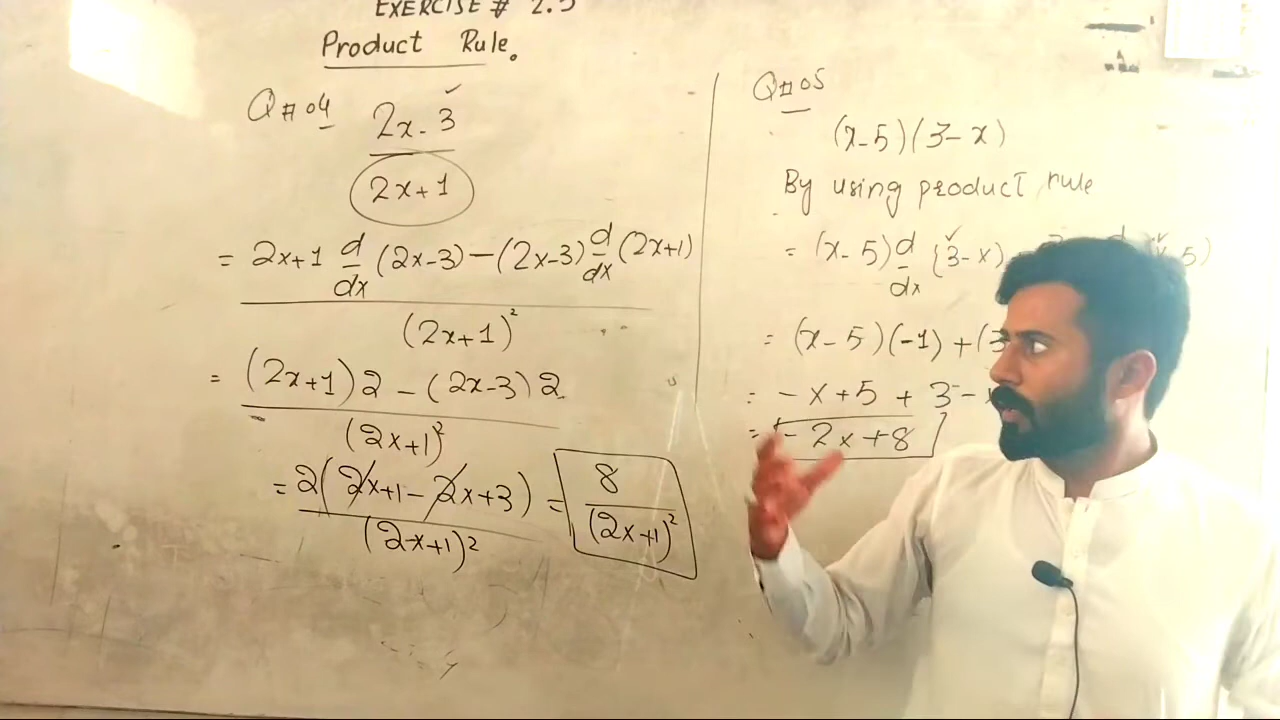 EXERCISE # 2.5
Product Rule.
Q # 04
2x - 3
2x + 1
= 2x+1 d/dx (2x-3) - (2x-3) d/dx (2x+1)
(2x+1)²
= (2x+1)2 - (2x-3)2
(2x+1)²
= 2(2x+1 - 2x+3) = 8
(2x+1)² (2x+1)²
Q # 05
(x-5)(3-x)
By using product rule
= (x-5) d/dx (3-x) d 5)
= (x-5)(-1) + (3
= -x+5 + 3 -
= -2x+8